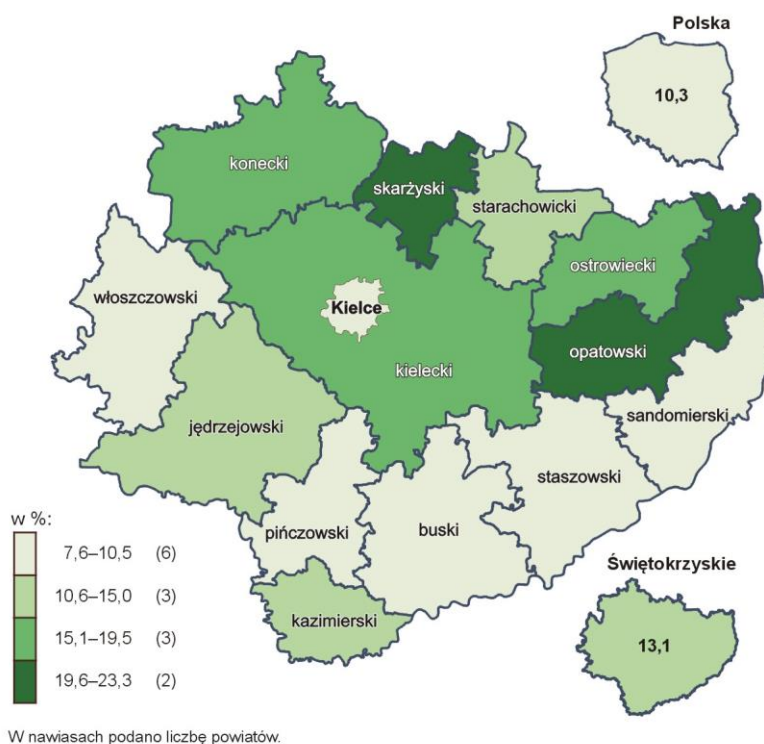 Polska
10,3
konecki
skarżyski
starachowicki
ostrowiecki
włoszczowski
Kielce
opatowski
kielecki
sandomierski
jędrzejowski
staszowski
w %:
pińczowski
buski
7,6–10,5 (6)
Świętokrzyskie
10,6–15,0 (3)
kazimierski
15,1–19,5 (3)
13,1
19,6–23,3 (2)
W nawiasach podano liczbę powiatów.